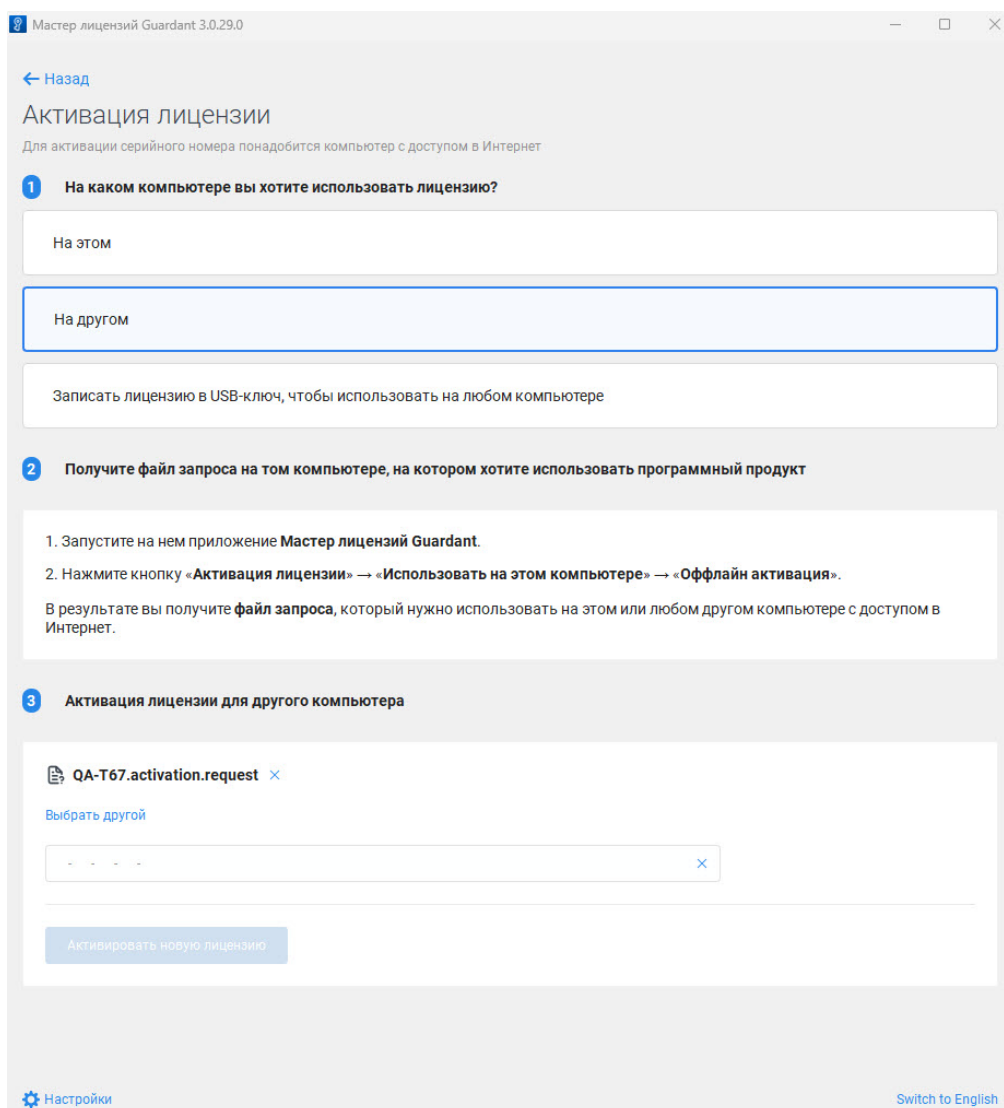 Мастер лицензий Guardant 3.0.29.0
← Назад
Активация лицензии
Для активации серийного номера понадобится компьютер с доступом в Интернет
1 На каком компьютере вы хотите использовать лицензию?
На этом
На другом
Записать лицензию в USB-ключ, чтобы использовать на любом компьютере
2 Получите файл запроса на том компьютере, на котором хотите использовать программный продукт
1. Запустите на нем приложение Мастер лицензий Guardant.
2. Нажмите кнопку «Активация лицензии» → «Использовать на этом компьютере» → «Оффлайн активация».
В результате вы получите файл запроса, который нужно использовать на этом или любом другом компьютере с доступом в
Интернет.
3 Активация лицензии для другого компьютера
QA-T67.activation.request ×
Выбрать другой
- - - - ×
Активировать новую лицензию
Настройки
Switch to English